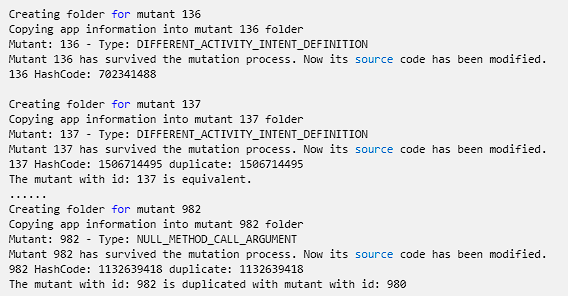 Creating folder for mutant 136
Copying app information into mutant 136 folder
Mutant: 136 - Type: DIFFERENT_ACTIVITY_INTENT_DEFINITION
Mutant 136 has survived the mutation process. Now its source code has been modified.
136 HashCode: 702341488
Creating folder for mutant 137
Copying app information into mutant 137 folder
Mutant: 137 - Type: DIFFERENT_ACTIVITY_INTENT_DEFINITION
Mutant 137 has survived the mutation process. Now its source code has been modified.
137 HashCode: 1506714495 duplicate: 1506714495
The mutant with id: 137 is equivalent.
......
Creating folder for mutant 982
Copying app information into mutant 982 folder
Mutant: 982 - Type: NULL_METHOD_CALL_ARGUMENT
Mutant 982 has survived the mutation process. Now its source code has been modified.
982 HashCode: 1132639418 duplicate: 1132639418
The mutant with id: 982 is duplicated with mutant with id: 980